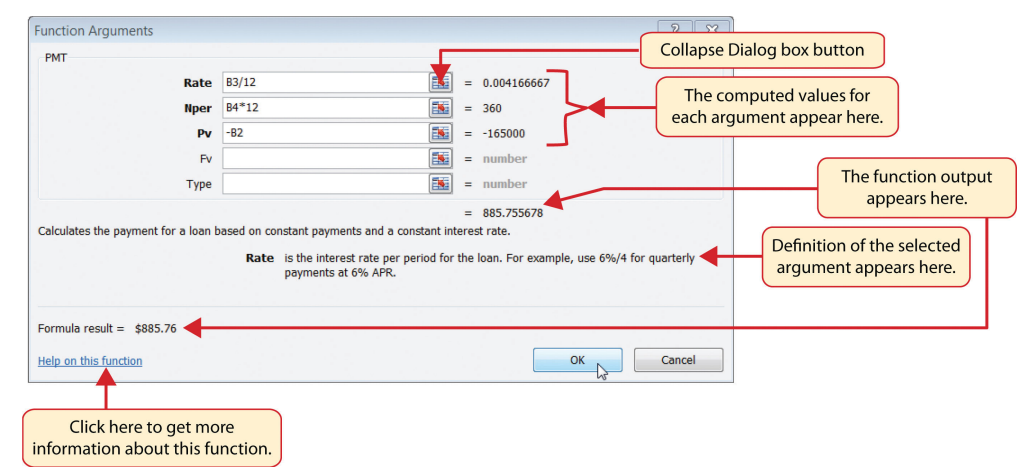 Function Arguments
PMT
Collapse Dialog box button
Rate B3/12 = 0.004166667
Nper B4*12 = 360
Pv -B2 = -165000
Fv = number
Type = number
The computed values for
each argument appear here.
= 885.755678
The function output
appears here.
Calculates the payment for a loan based on constant payments and a constant interest rate.
Rate is the interest rate per period for the loan. For example, use 6%/4 for quarterly
payments at 6% APR.
Definition of the selected
argument appears here.
Formula result = $885.76
Help on this function
OK Cancel
Click here to get more
information about this function.